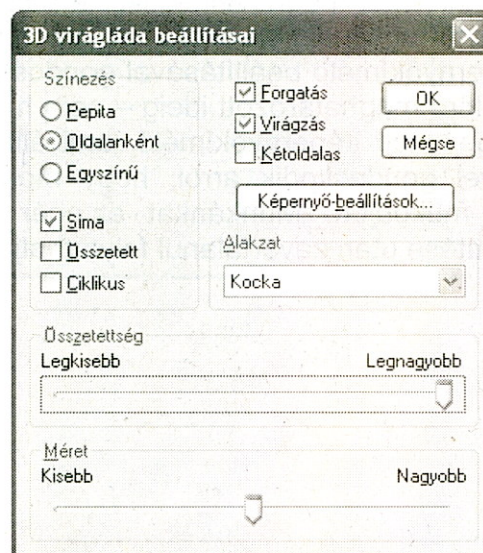 3D virágláda beállításai
Színezés
Pepita
Oldalanként
Egyszínű
Sima
Összetett
Ciklikus
Forgatás
Virágzás
Kétoldalas
OK
Mégse
Képernyő-beállítások...
Alakzat
Kocka
Összetettség
Legkisebb Legnagyobb
Méret
Kisebb Nagyobb